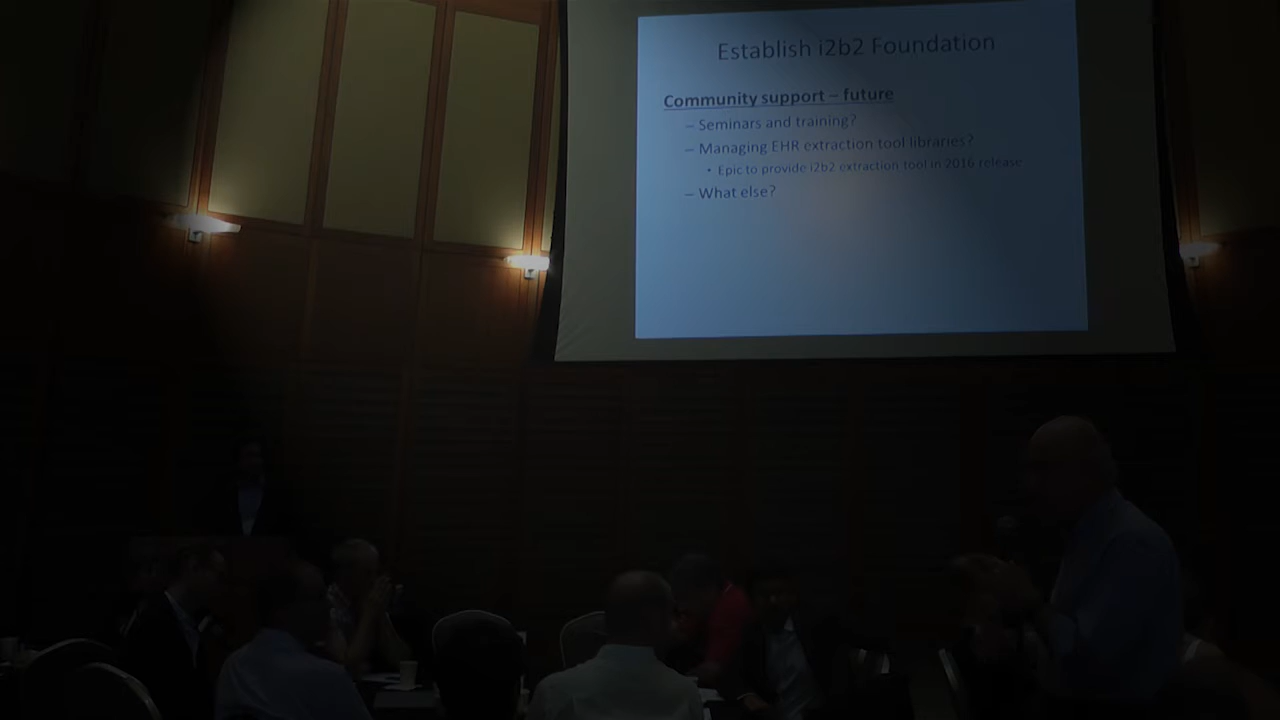 Establish i2b2 Foundation
Community support – future
– Seminars and training?
– Managing EHR extraction tool libraries?
• Epic to provide i2b2 extraction tool in 2016 release
– What else?